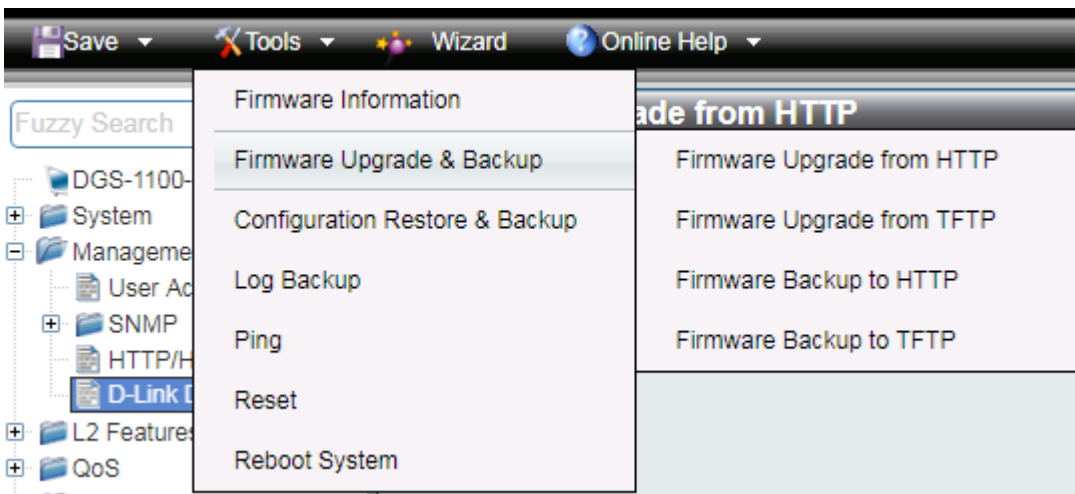 Save Tools Wizard Online Help
Fuzzy Search
Firmware Information
ade from HTTP
Firmware Upgrade & Backup
Firmware Upgrade from HTTP
Configuration Restore & Backup
Firmware Upgrade from TFTP
Log Backup
Firmware Backup to HTTP
Ping
Firmware Backup to TFTP
Reset
Reboot System
DGS-1100-
System
Manageme
User Ac
SNMP
HTTP/H
D-Link D
L2 Features
QoS